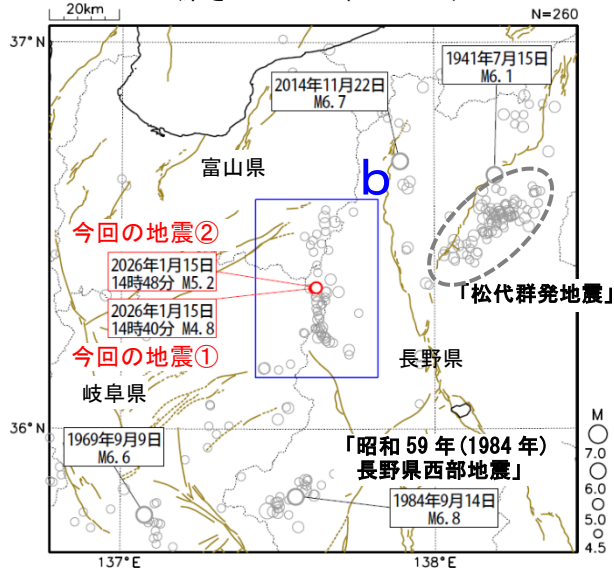 20km
N=260
37°N
1941年7月15日
M6.1
2014年11月22日
M6.7
富山県
b
今回の地震②
2026年1月15日
14時48分 M5.2
2026年1月15日
14時40分 M4.8
今回の地震①
「松代群発地震」
長野県
岐阜県
36°N
1969年9月9日
M6.6
「昭和 59 年(1984 年)
長野県西部地震」
1984年9月14日
M6.8
M
7.0
6.0
5.0
4.5
137°E
138°E